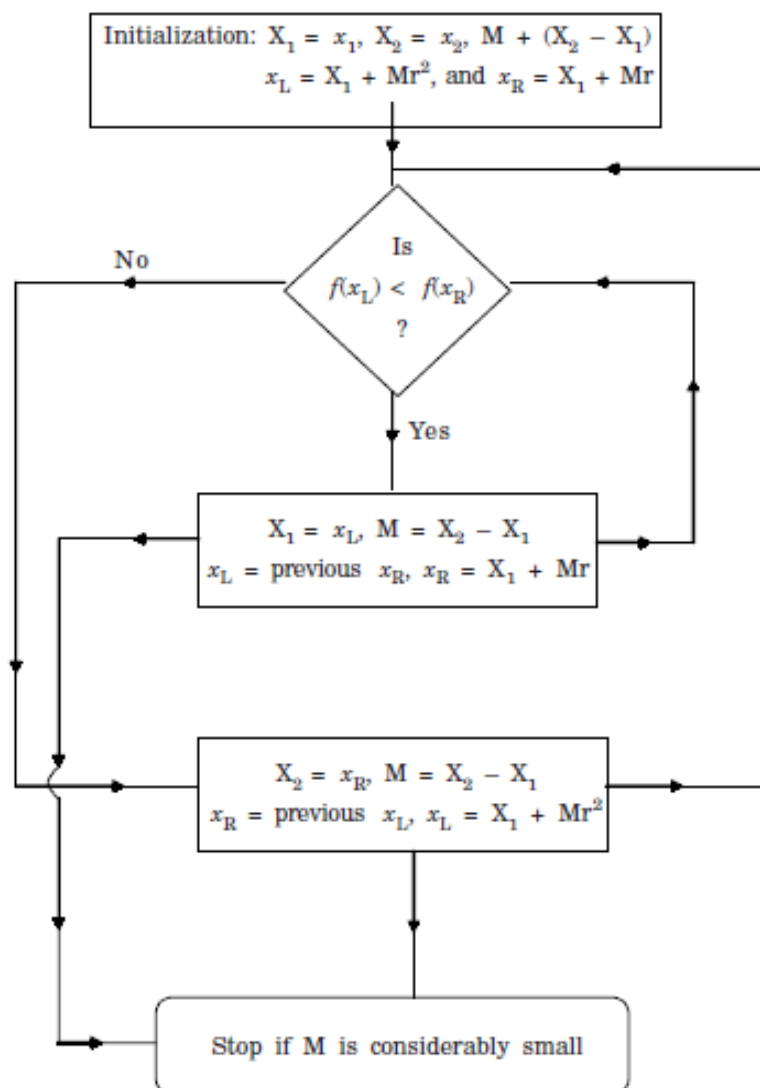 Initialization: X₁ = x₁, X₂ = x₂, M + (X₂ – X₁)
x_L = X₁ + Mr², and x_R = X₁ + Mr
Is
No
f(x_L) < f(x_R)
?
Yes
X₁ = x_L, M = X₂ – X₁
x_L = previous x_R, x_R = X₁ + Mr
X₂ = x_R, M = X₂ – X₁
x_R = previous x_L, x_L = X₁ + Mr²
Stop if M is considerably small